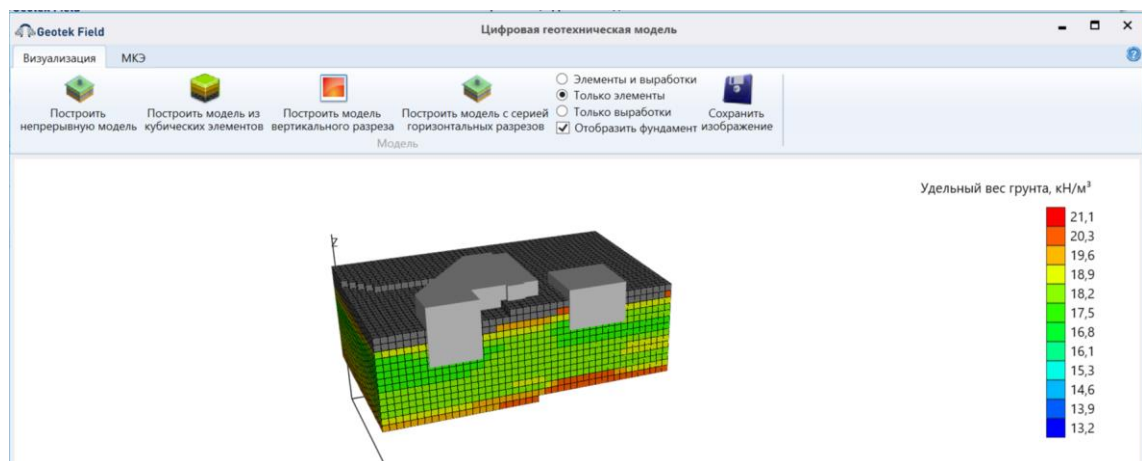 Geotek Field
Цифровая геотехническая модель
Визуализация МКЭ
Построить
непрерывную модель
Построить модель из
кубических элементов
Построить модель
вертикального разреза
Построить модель с серией
горизонтальных разрезов
Элементы и выработки
Только элементы
Только выработки
Отобразить фундамент
Сохранить
изображение
Модель
Удельный вес грунта, кН/м³
21,1
20,3
19,6
18,9
18,2
17,5
16,8
16,1
15,3
14,6
13,9
13,2
Z